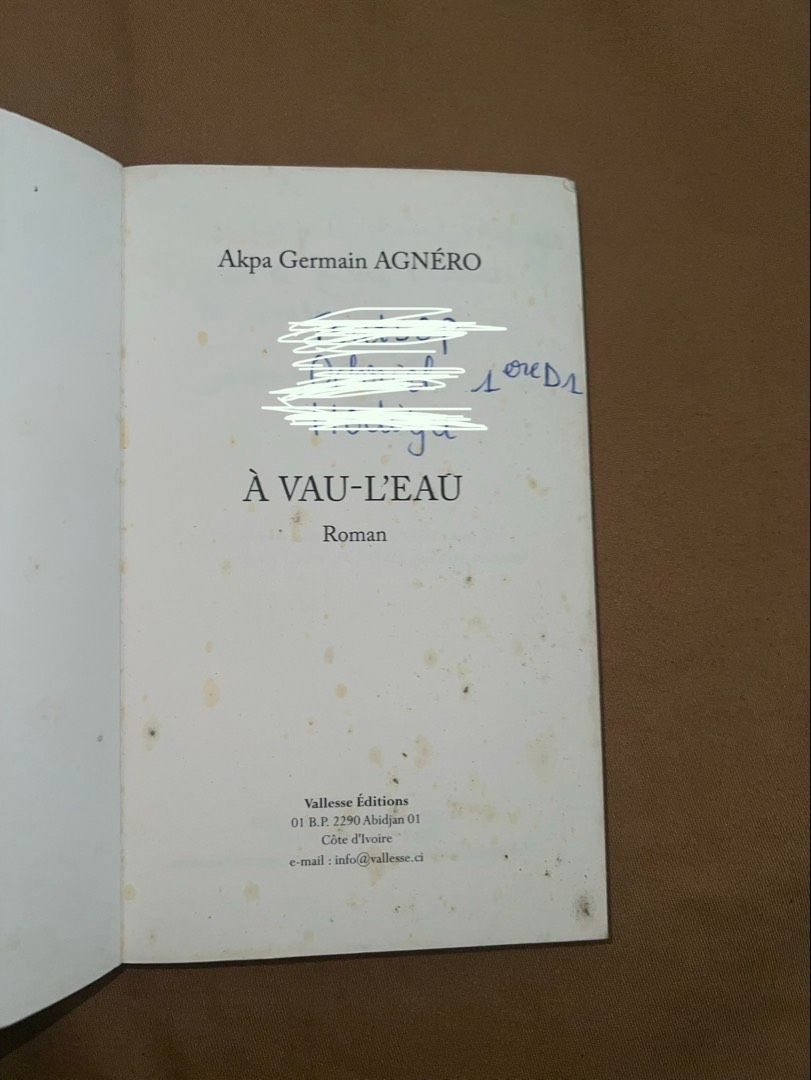 Akpa Germain AGNÉRO
1ere D1
À VAU-L'EAU
Roman
Vallesse Éditions
01 B.P. 2290 Abidjan 01
Côte d'Ivoire
e-mail : info@vallesse.ci